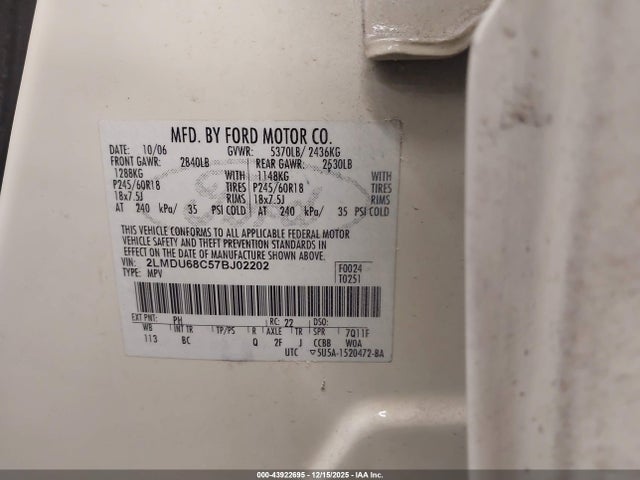 MFD. BY FORD MOTOR CO.
DATE: 10/06 GVWR: 5370LB/ 2436KG
FRONT GAWR: 2840LB REAR GAWR: 2530LB
1288KG WITH 1148KG WITH
P245/60R18 TIRES P245/60R18 TIRES
18x7.5J RIMS 18x7.5J RIMS
AT 240 kPa/ 35 PSI COLD AT 240 kPa/ 35 PSI COLD
THIS VEHICLE CONFORMS TO ALL APPLICABLE FEDERAL MOTOR
VEHICLE SAFETY AND THEFT PREVENTION STANDARDS IN
EFFECT ON THE DATE OF MANUFACTURE SHOWN ABOVE.
VIN: 2LMDU68C57BJ02202 F0024
TYPE: MPV T0251
EXT PNT: PH RC: 22 DSO:
WB INT TR TP/PS R AXLE TR SPR 7Q11F
113 BC Q 2F J CCBB WOA
UTC ▽5U5A-1520472-BA
000-43922695 - 12/15/2025 - IAA Inc.